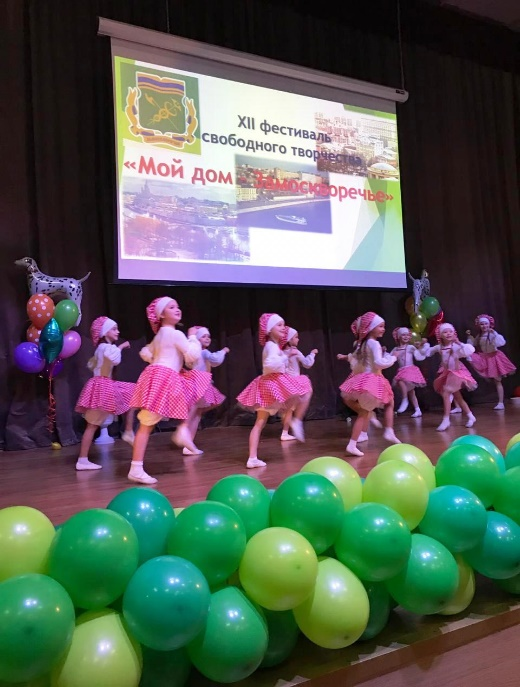 XII фестиваль
свободного творчества
«Мой дом - Замоскворечье»